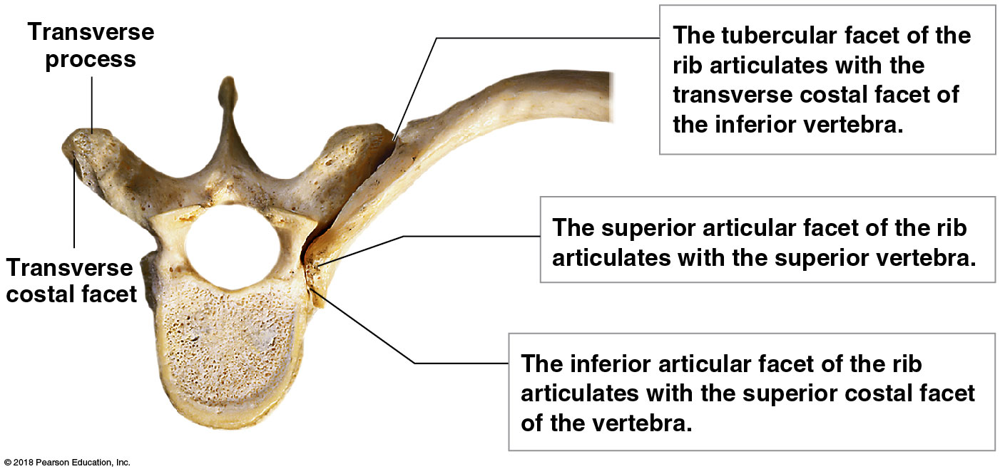 Transverse
process
The tubercular facet of the
rib articulates with the
transverse costal facet of
the inferior vertebra.
The superior articular facet of the rib
articulates with the superior vertebra.
Transverse
costal facet
The inferior articular facet of the rib
articulates with the superior costal facet
of the vertebra.
© 2018 Pearson Education, Inc.